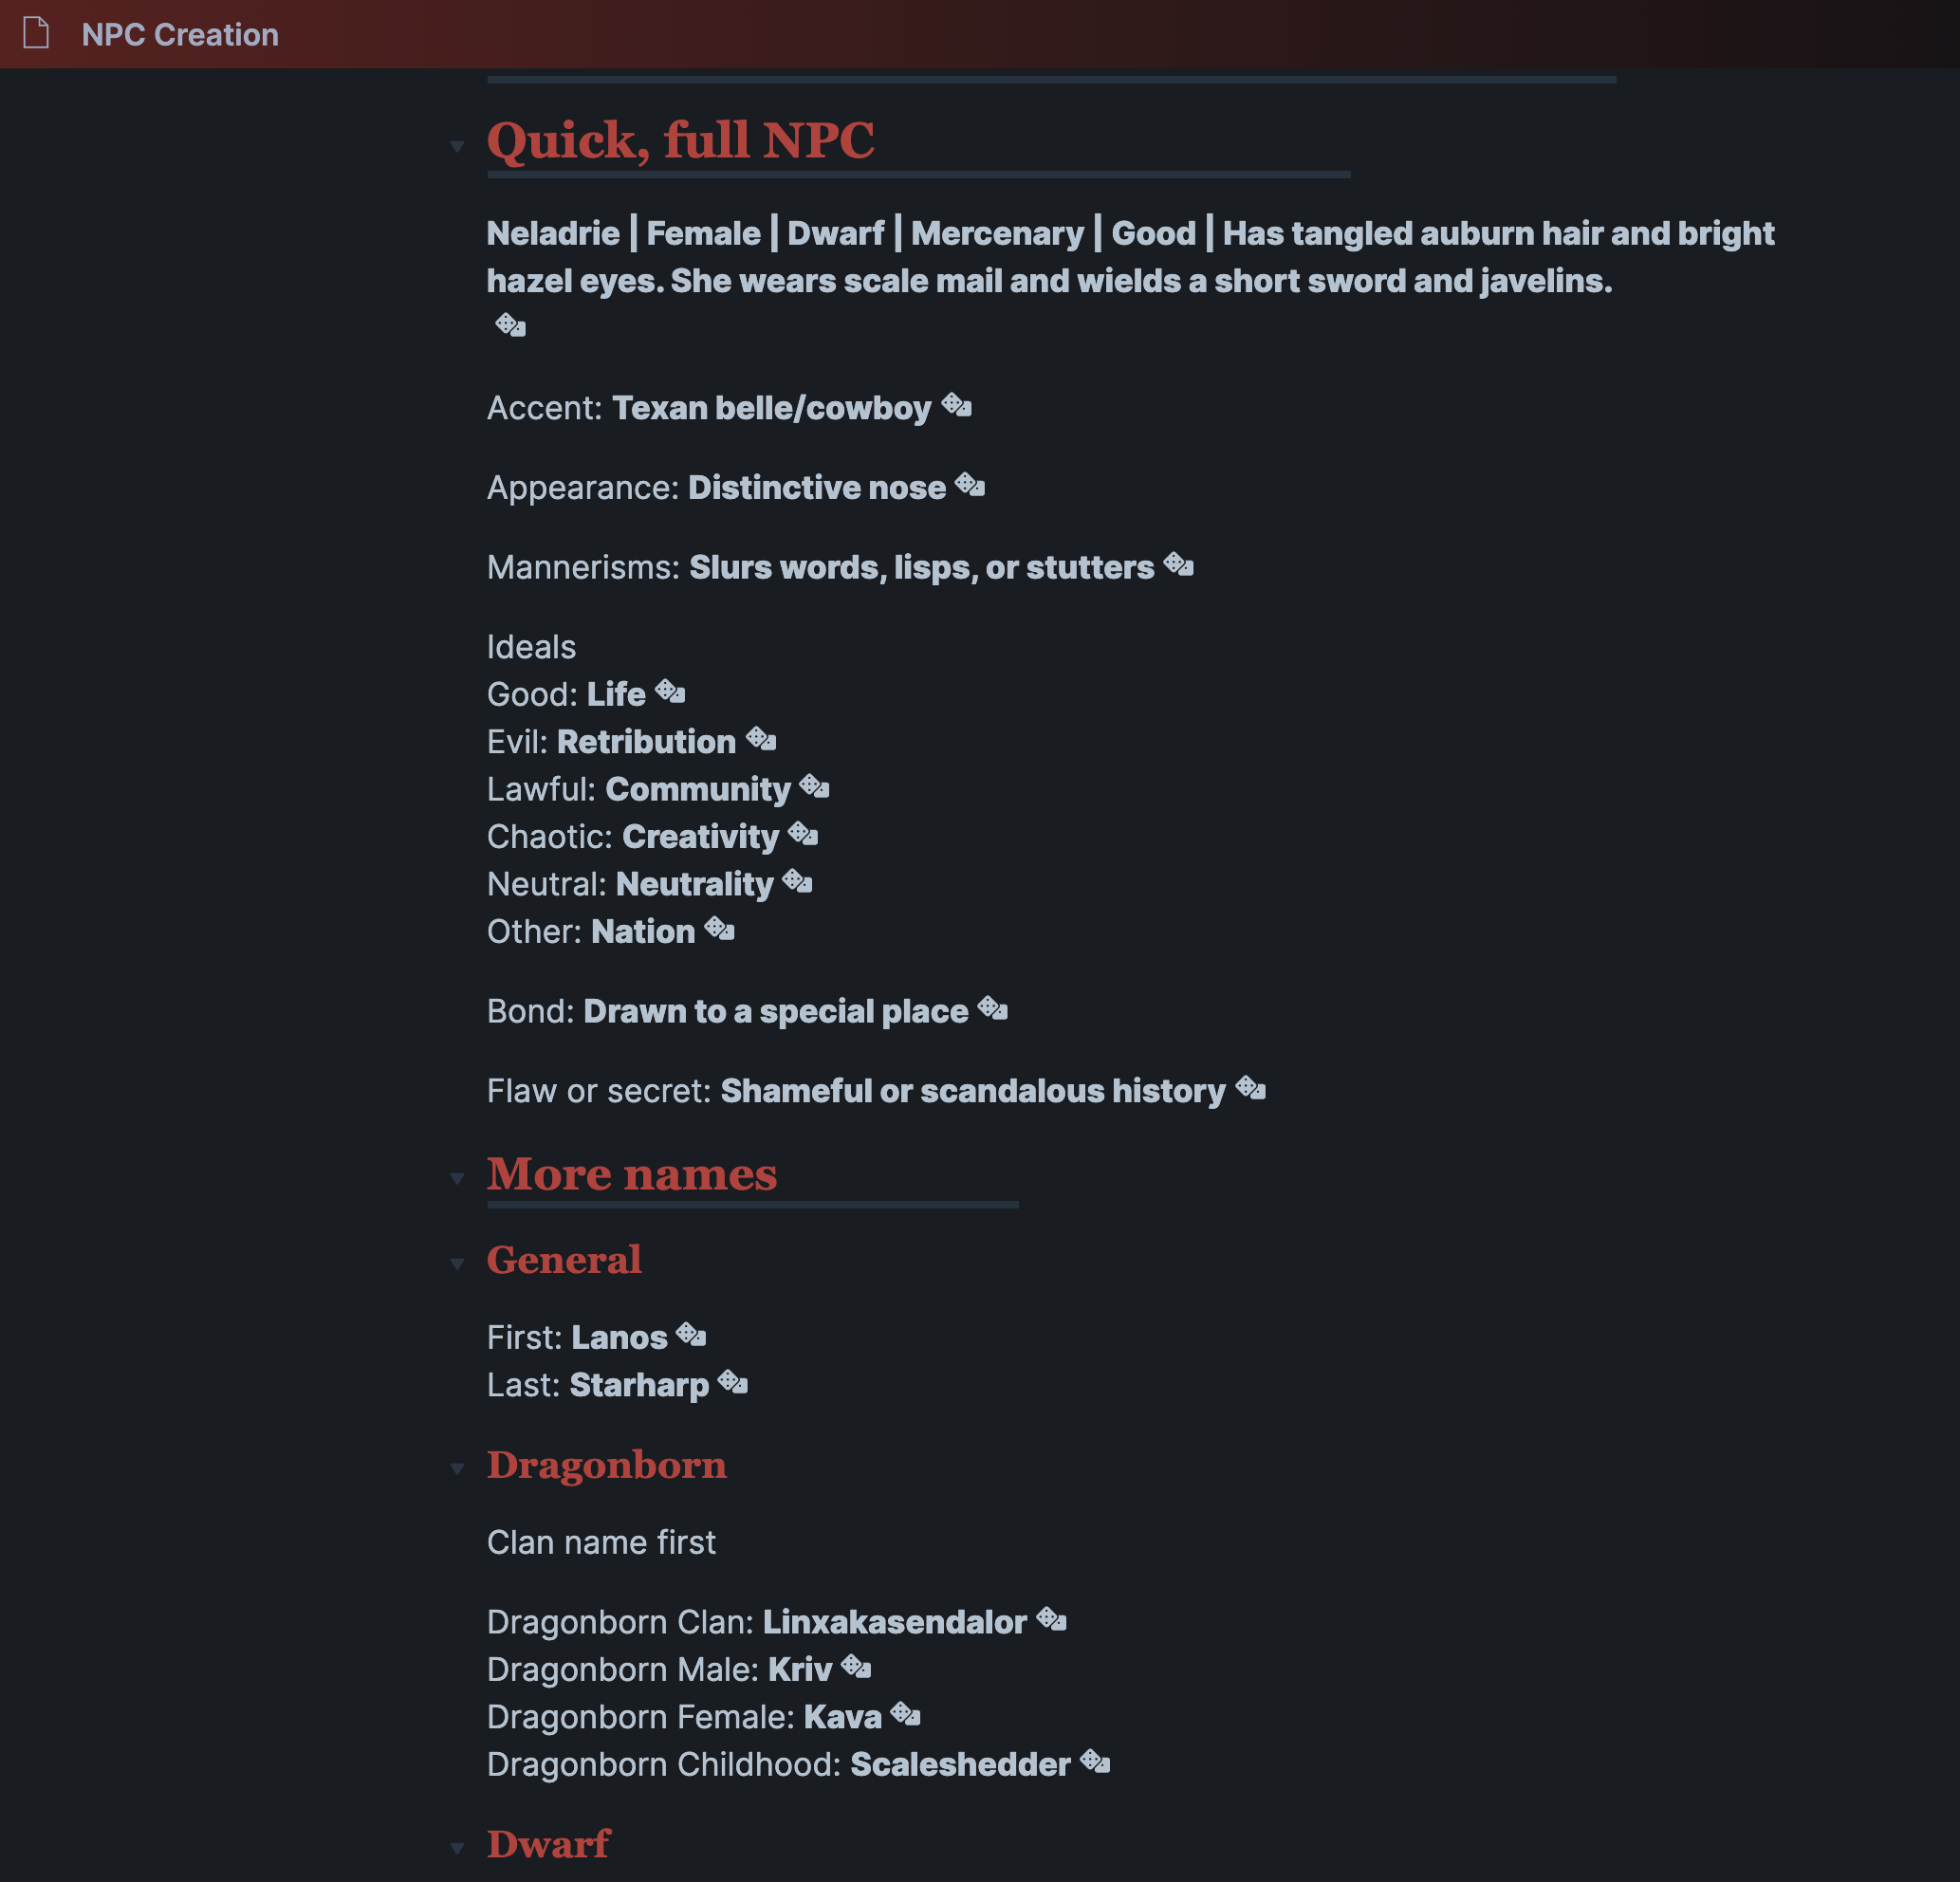 NPC Creation
Quick, full NPC
Neladrie | Female | Dwarf | Mercenary | Good | Has tangled auburn hair and bright
hazel eyes. She wears scale mail and wields a short sword and javelins.
Accent: Texan belle/cowboy
Appearance: Distinctive nose
Mannerisms: Slurs words, lisps, or stutters
Ideals
Good: Life
Evil: Retribution
Lawful: Community
Chaotic: Creativity
Neutral: Neutrality
Other: Nation
Bond: Drawn to a special place
Flaw or secret: Shameful or scandalous history
More names
General
First: Lanos
Last: Starharp
Dragonborn
Clan name first
Dragonborn Clan: Linxakasendalor
Dragonborn Male: Kriv
Dragonborn Female: Kava
Dragonborn Childhood: Scaleshedder
Dwarf